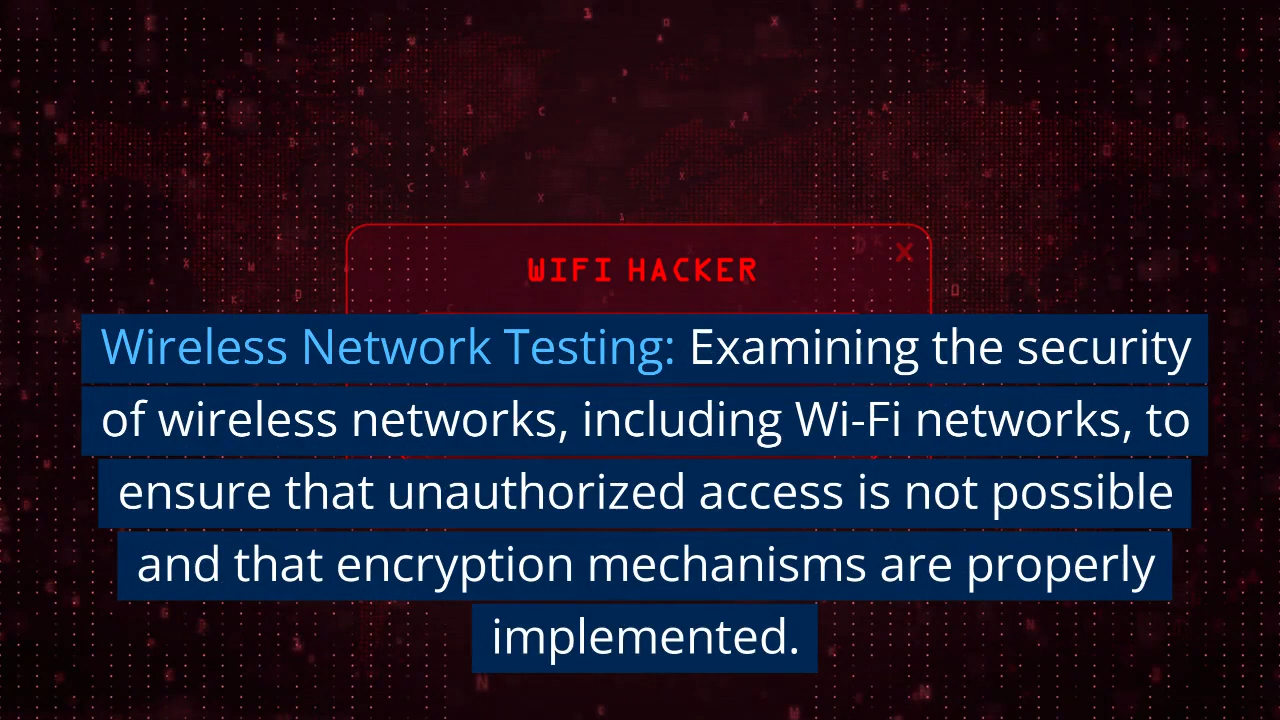 WIFI HACKER
X
Wireless Network Testing: Examining the security
of wireless networks, including Wi-Fi networks, to
ensure that unauthorized access is not possible
and that encryption mechanisms are properly
implemented.